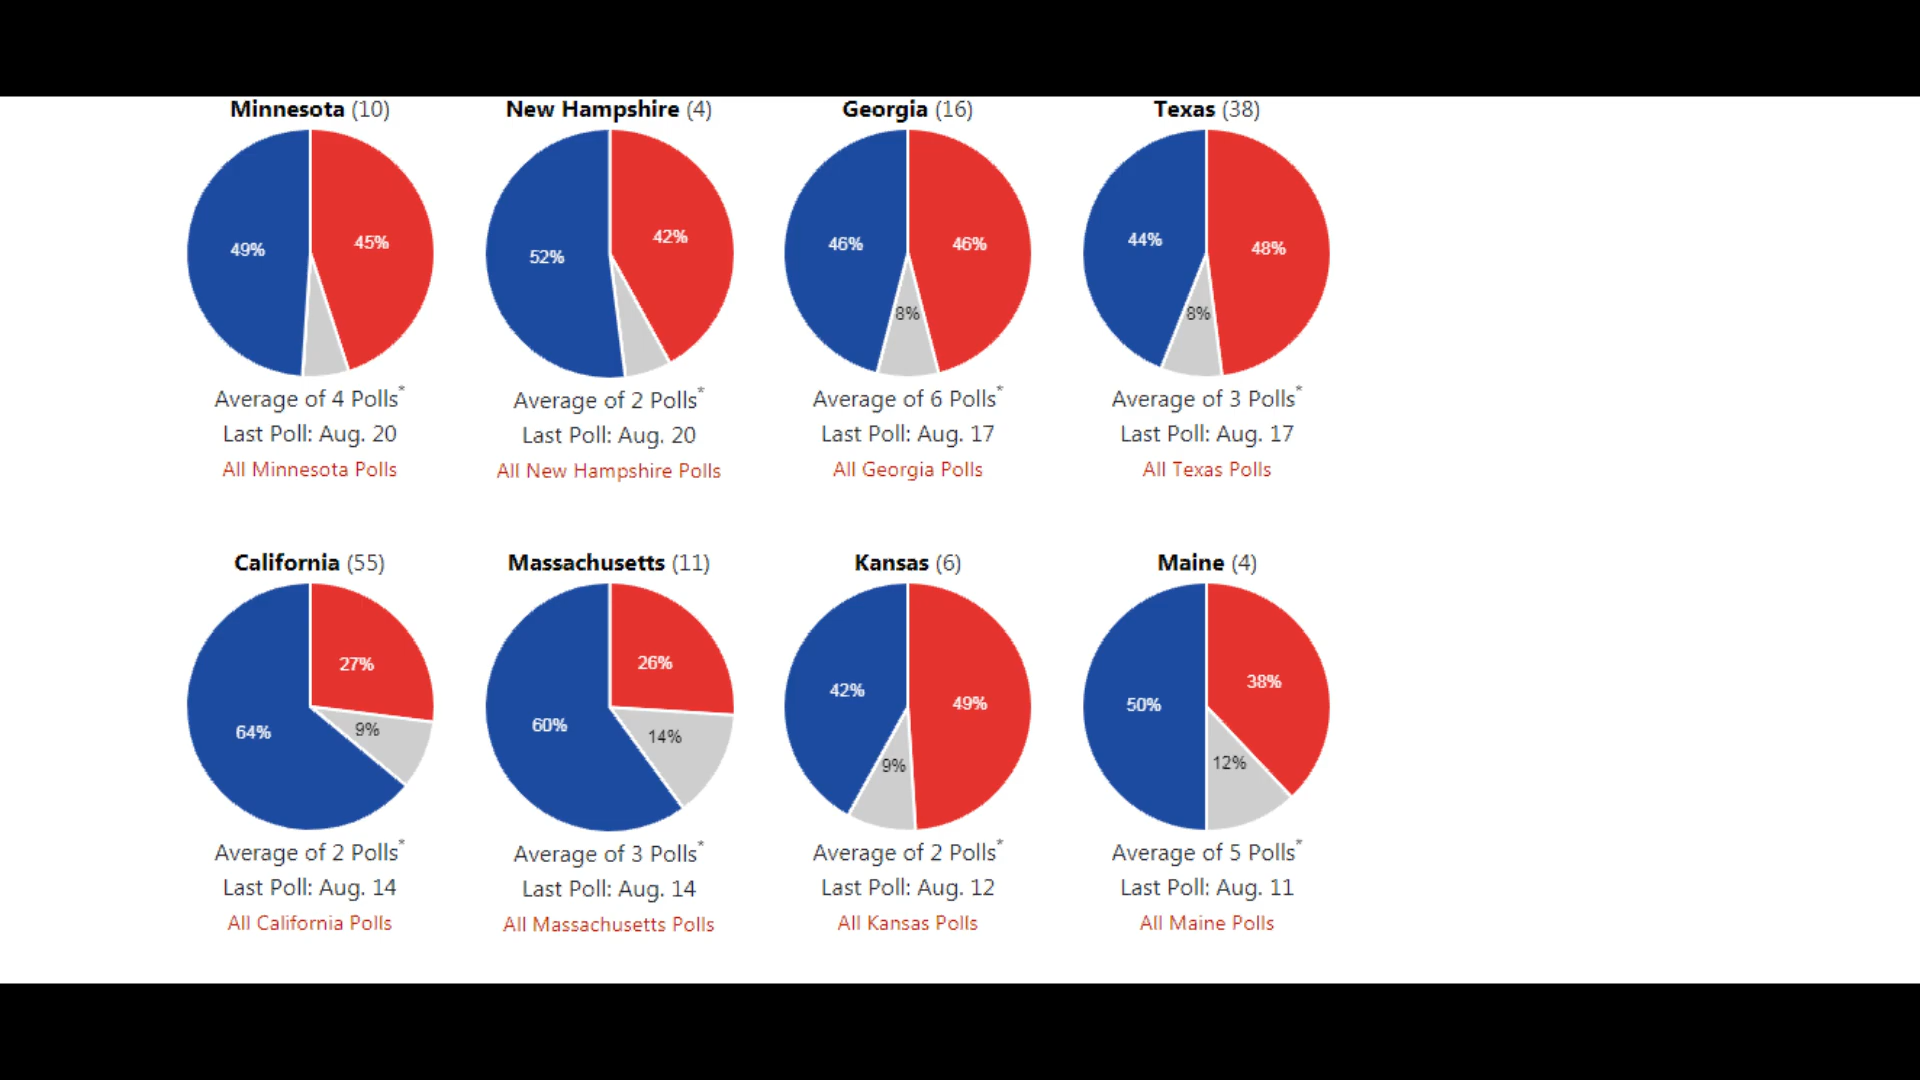 Minnesota (10)
49%
45%
Average of 4 Polls*
Last Poll: Aug. 20
All Minnesota Polls
New Hampshire (4)
52%
42%
Average of 2 Polls*
Last Poll: Aug. 20
All New Hampshire Polls
Georgia (16)
46%
46%
8%
Average of 6 Polls*
Last Poll: Aug. 17
All Georgia Polls
Texas (38)
44%
48%
8%
Average of 3 Polls*
Last Poll: Aug. 17
All Texas Polls
California (55)
27%
64%
9%
Average of 2 Polls*
Last Poll: Aug. 14
All California Polls
Massachusetts (11)
26%
60%
14%
Average of 3 Polls*
Last Poll: Aug. 14
All Massachusetts Polls
Kansas (6)
42%
49%
9%
Average of 2 Polls*
Last Poll: Aug. 12
All Kansas Polls
Maine (4)
38%
50%
12%
Average of 5 Polls*
Last Poll: Aug. 11
All Maine Polls